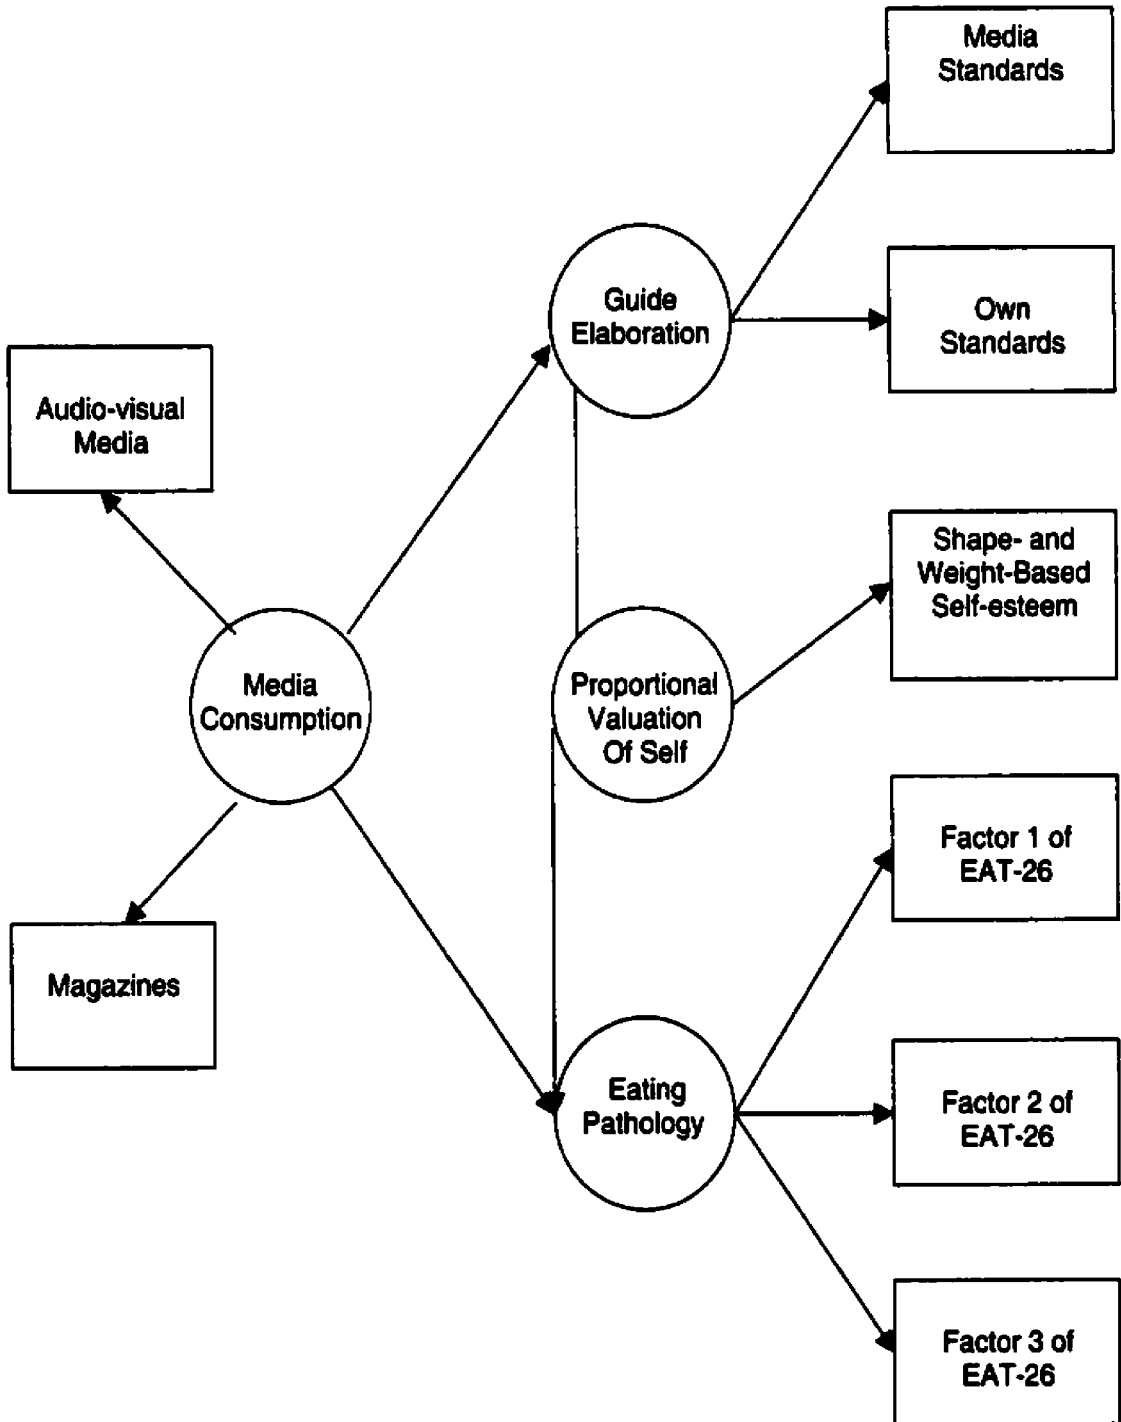 Media
Standards
Guide
Elaboration
Own
Standards
Audio-visual
Media
Shape- and
Weight-Based
Self-esteem
Media
Consumption
Proportional
Valuation
Of Self
Factor 1 of
EAT-26
Magazines
Eating
Pathology
Factor 2 of
EAT-26
Factor 3 of
EAT-26